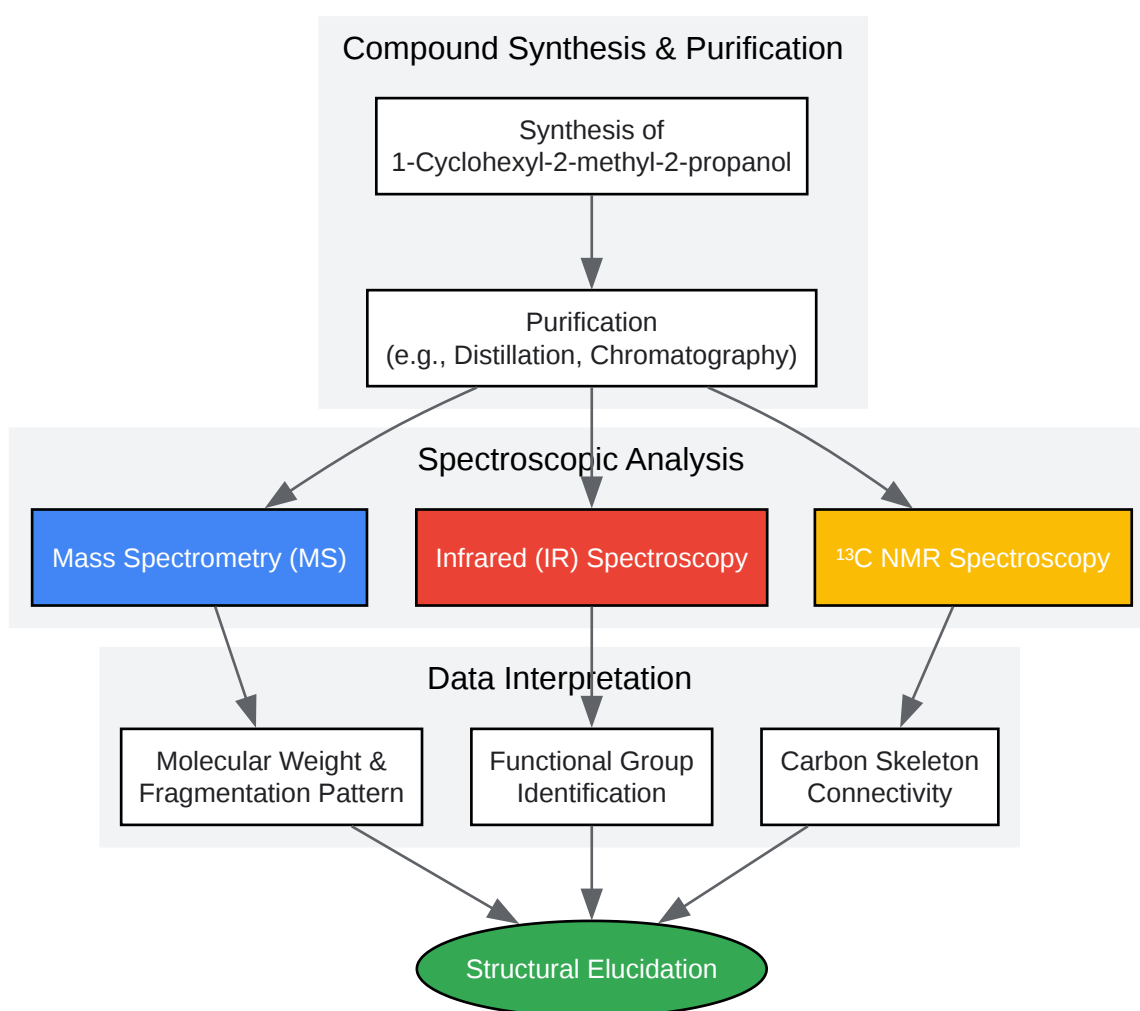 Compound Synthesis & Purification
Synthesis of
1-Cyclohexyl-2-methyl-2-propanol
Purification
(e.g., Distillation, Chromatography)
Spectroscopic Analysis
Mass Spectrometry (MS)
Infrared (IR) Spectroscopy
¹³C NMR Spectroscopy
Data Interpretation
Molecular Weight &
Fragmentation Pattern
Functional Group
Identification
Carbon Skeleton
Connectivity
Structural Elucidation